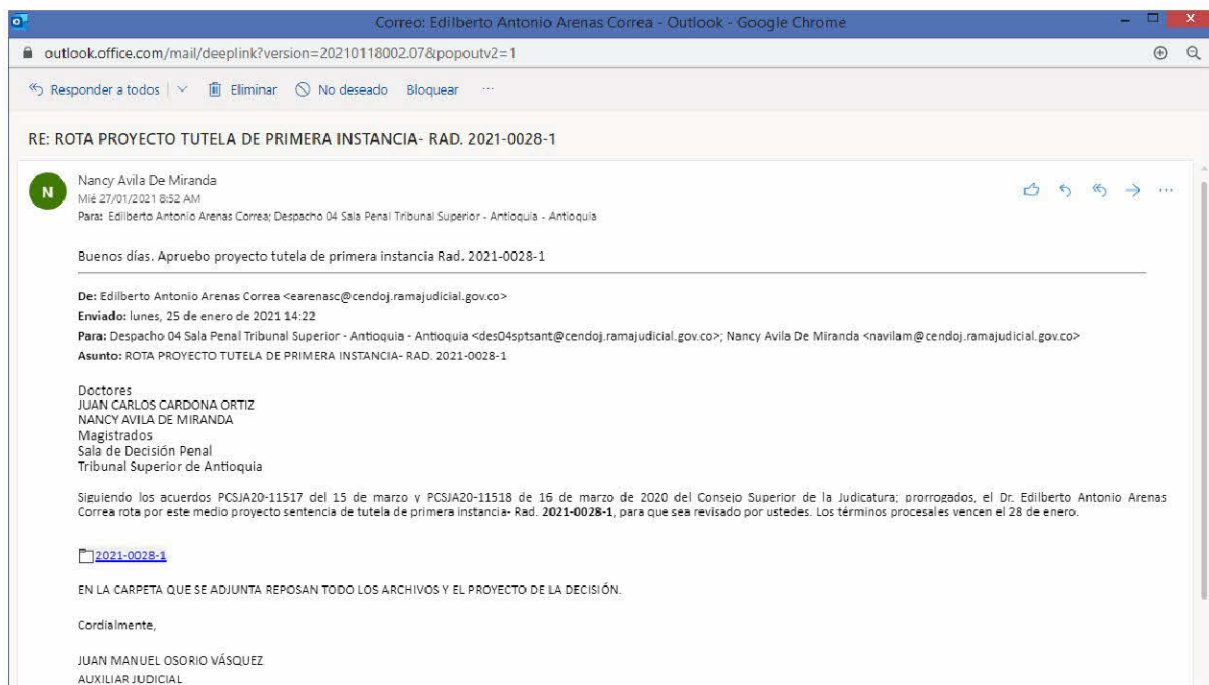 Correo: Edilberto Antonio Arenas Correa - Outlook - Google Chrome
outlook.office.com/mail/deeplink?version=20210118002.07&popoutv2=1
Responder a todos Eliminar No deseado Bloquear ...
RE: ROTA PROYECTO TUTELA DE PRIMERA INSTANCIA- RAD. 2021-0028-1
N
Nancy Avila De Miranda
Mié 27/01/2021 8:52 AM
Para: Edilberto Antonio Arenas Correa; Despacho 04 Sala Penal Tribunal Superior - Antioquia - Antioquia
Buenos días. Apruebo proyecto tutela de primera instancia Rad. 2021-0028-1
De: Edilberto Antonio Arenas Correa <earenasc@cendoj.ramajudicial.gov.co>
Enviado: lunes, 25 de enero de 2021 14:22
Para: Despacho 04 Sala Penal Tribunal Superior - Antioquia - Antioquia <des04sptsant@cendoj.ramajudicial.gov.co>; Nancy Avila De Miranda <navilam@cendoj.ramajudicial.gov.co>
Asunto: ROTA PROYECTO TUTELA DE PRIMERA INSTANCIA- RAD. 2021-0028-1
Doctores
JUAN CARLOS CARDONA ORTIZ
NANCY AVILA DE MIRANDA
Magistrados
Sala de Decisión Penal
Tribunal Superior de Antioquia
Siguiendo los acuerdos PCSJA20-11517 del 15 de marzo y PCSJA20-11518 de 16 de marzo de 2020 del Consejo Superior de la Judicatura; prorrogados, el Dr. Edilberto Antonio Arenas
Correa rota por este medio proyecto sentencia de tutela de primera instancia- Rad. 2021-0028-1, para que sea revisado por ustedes. Los términos procesales vencen el 28 de enero.
2021-0028-1
EN LA CARPETA QUE SE ADJUNTA REPOSAN TODO LOS ARCHIVOS Y EL PROYECTO DE LA DECISIÓN.
Cordialmente,
JUAN MANUEL OSORIO VÁSQUEZ
AUXILIAR JUDICIAL